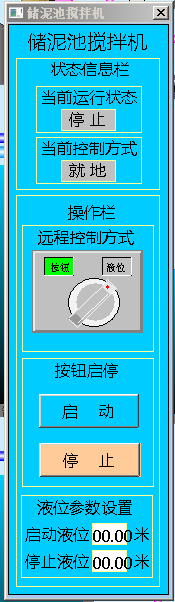 储泥池搅拌机
储泥池搅拌机
状态信息栏
当前运行状态
停 止
当前控制方式
就 地
操作栏
远程控制方式
按钮 液位
按钮启停
启 动
停 止
液位参数设置
启动液位 00.00 米
停止液位 00.00 米